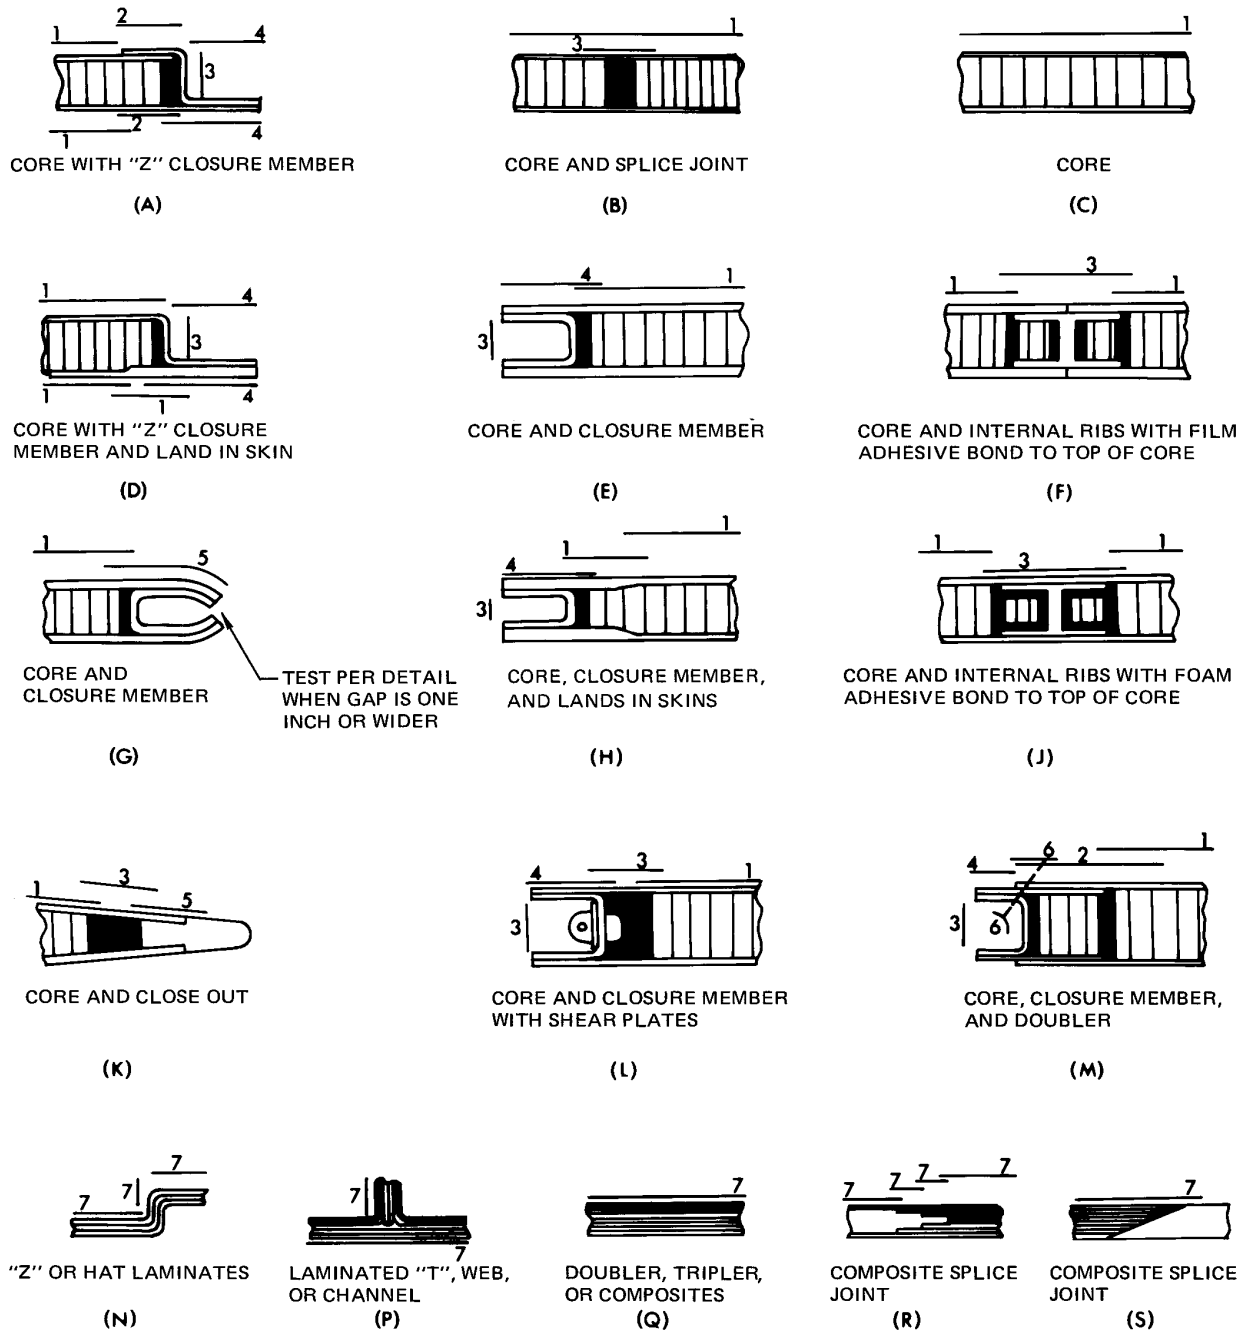 2
1
4
3
2
1
4
CORE WITH "Z" CLOSURE MEMBER
(A)
1
3
CORE AND SPLICE JOINT
(B)
1
CORE
(C)
1
4
3
1
4
1
CORE WITH "Z" CLOSURE
MEMBER AND LAND IN SKIN
(D)
4
1
3
CORE AND CLOSURE MEMBER
(E)
3
1
1
CORE AND INTERNAL RIBS WITH FILM
ADHESIVE BOND TO TOP OF CORE
(F)
1
5
CORE AND
CLOSURE MEMBER
TEST PER DETAIL
WHEN GAP IS ONE
INCH OR WIDER
(G)
1
1
4
3
CORE, CLOSURE MEMBER,
AND LANDS IN SKINS
(H)
1
1
3
CORE AND INTERNAL RIBS WITH FOAM
ADHESIVE BOND TO TOP OF CORE
(J)
1
3
5
CORE AND CLOSE OUT
(K)
3
4
1
3
CORE AND CLOSURE MEMBER
WITH SHEAR PLATES
(L)
1
6
2
4
3
6
CORE, CLOSURE MEMBER,
AND DOUBLER
(M)
7
7
7
"Z" OR HAT LAMINATES
(N)
7
7
LAMINATED "T", WEB,
OR CHANNEL
(P)
7
DOUBLER, TRIPLER,
OR COMPOSITES
(Q)
7
7
7
7
COMPOSITE SPLICE
JOINT
(R)
7
COMPOSITE SPLICE
JOINT
(S)